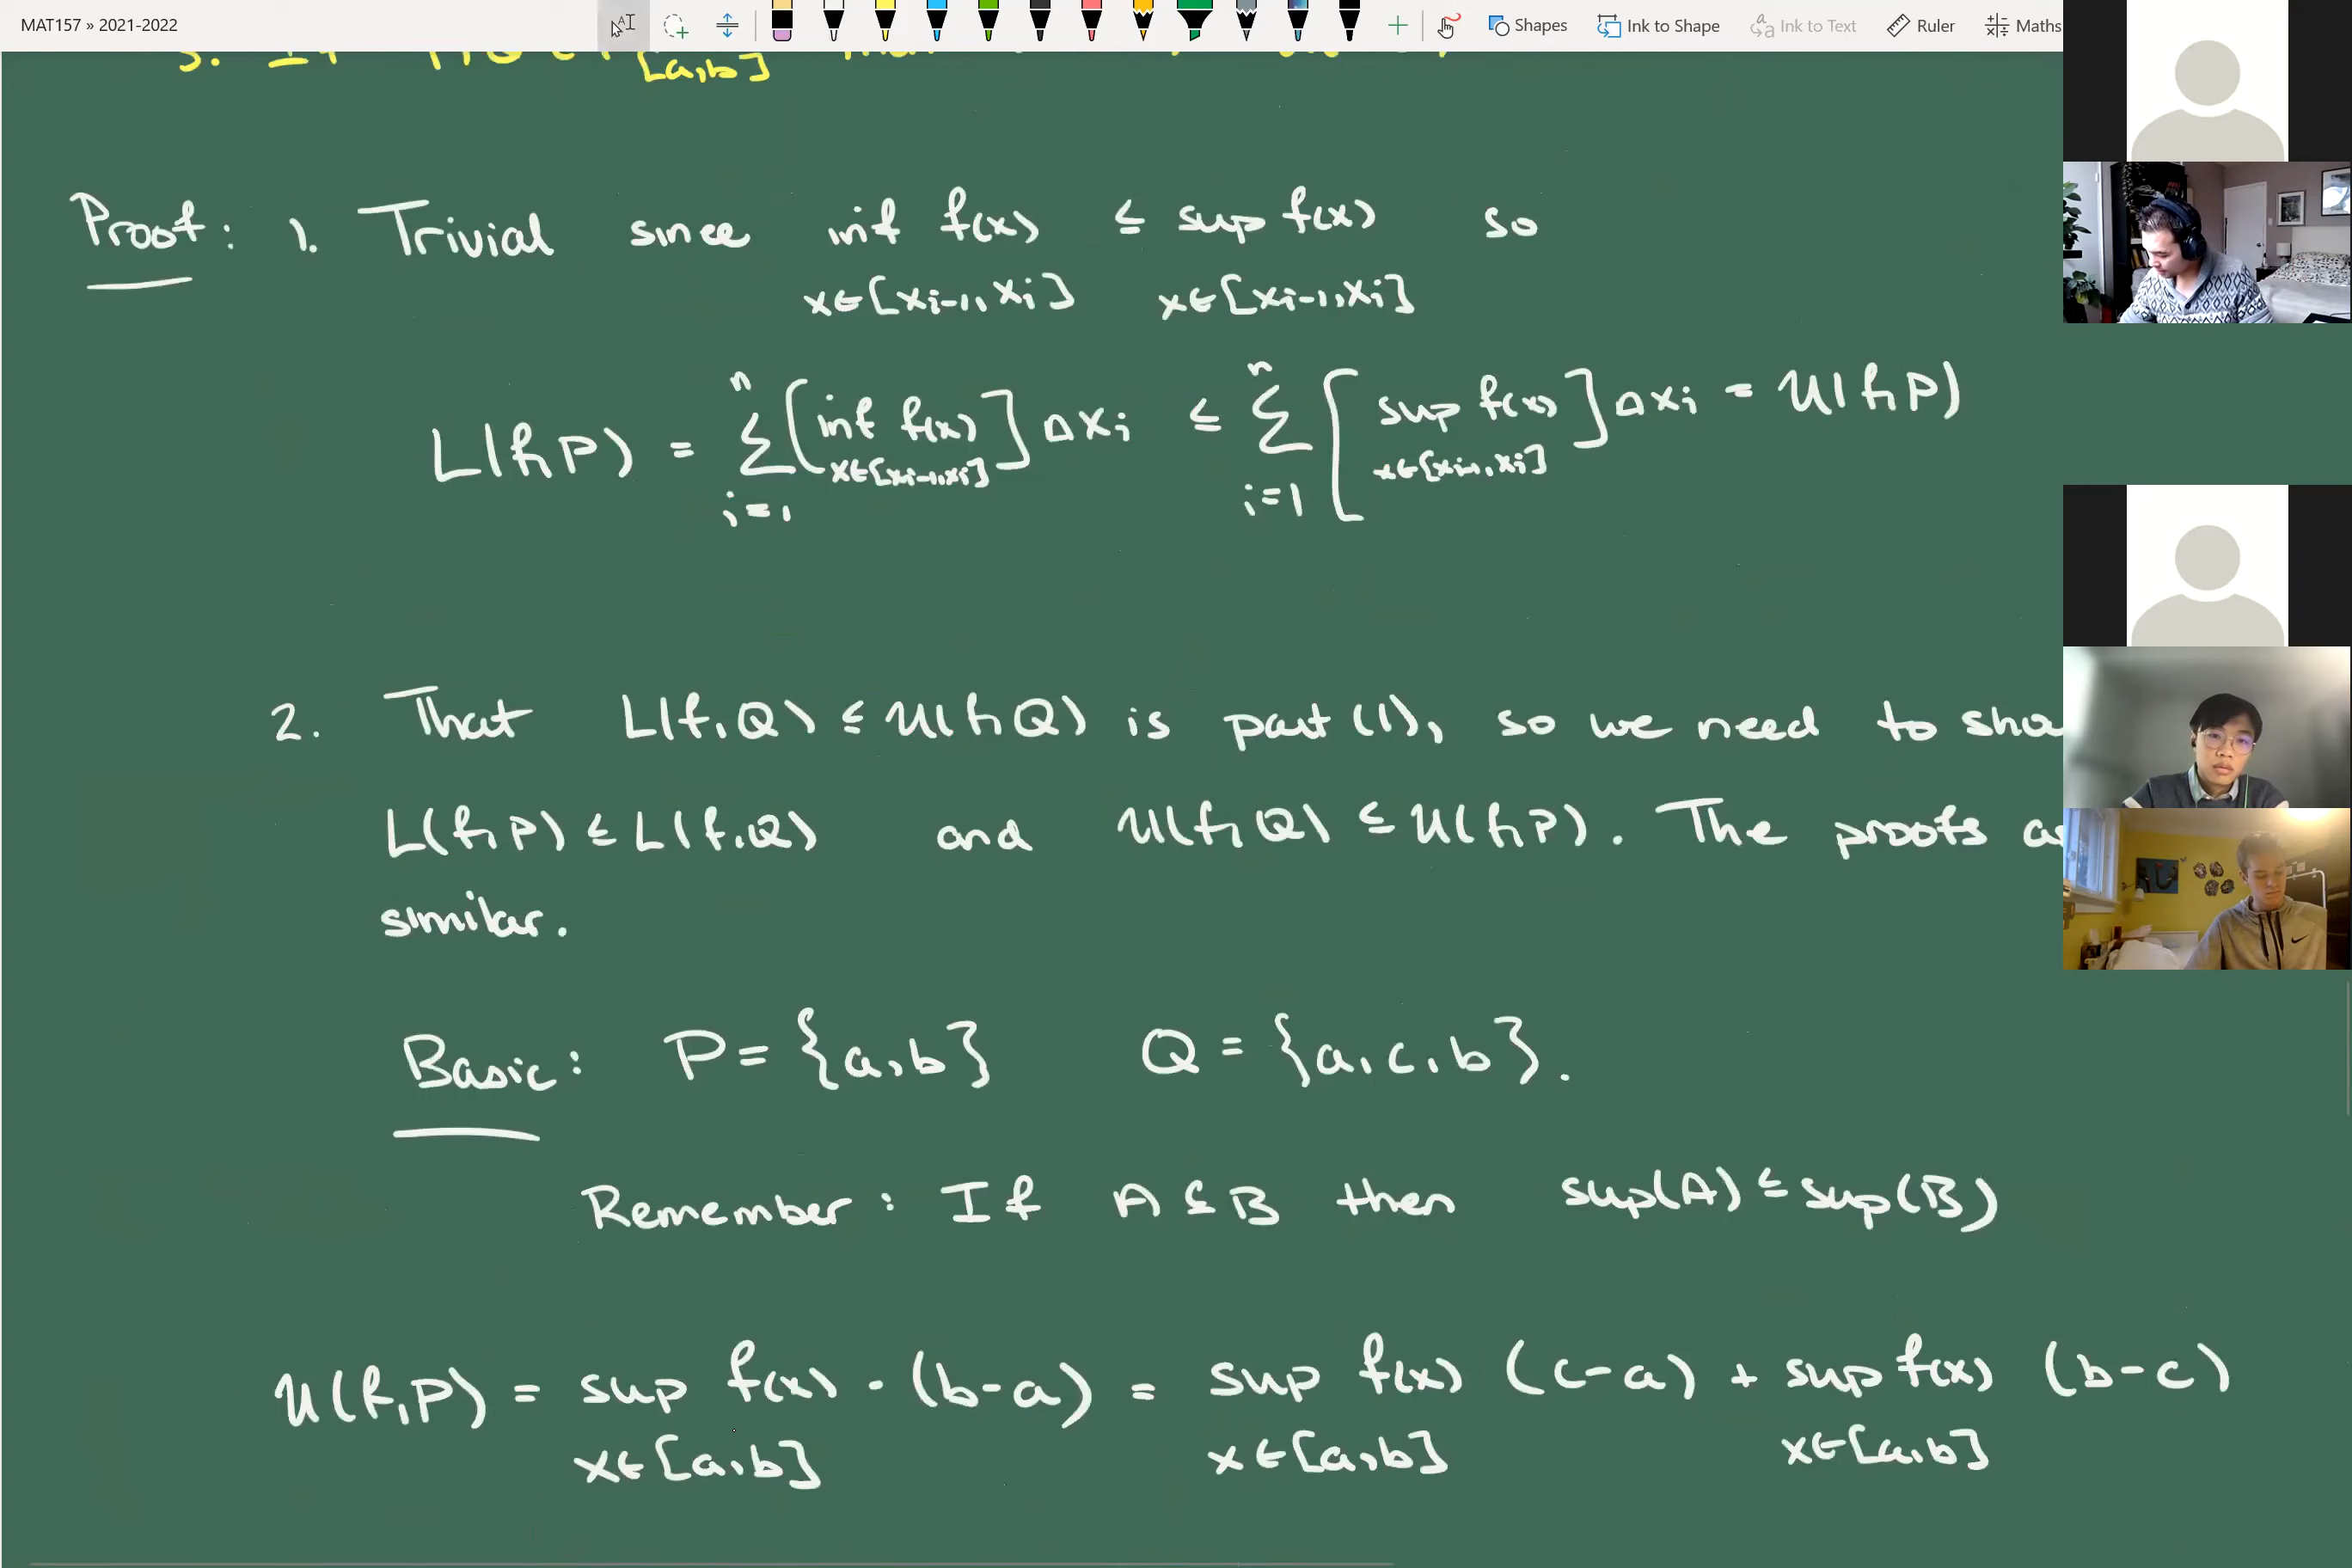 MAT157 » 2021-2022
Shapes Ink to Shape Ink to Text Ruler Maths
3. If [a,b]
Proof: 1. Trivial since inf f(x) ≤ sup f(x) so
x∈[xi-1,xi] x∈[xi-1,xi]
L(f,P) = Σ [inf f(x)] Δxi ≤ Σ [sup f(x)] Δxi = U(f,P)
n x∈[xi-1,xi] n x∈[xi-1,xi]
i=1 i=1
2. That L(f,Q) ≤ U(f,Q) is part (1), so we need to sho
L(f,P) ≤ L(f,Q) and U(f,Q) ≤ U(f,P). The proofs a
similar.
Basic: P = {a,b} Q = {a,c,b}.
Remember: If A ⊆ B then sup(A) ≤ sup(B)
U(f,P) = sup f(x) · (b-a) = sup f(x) (c-a) + sup f(x) (b-c)
x∈[a,b] x∈[a,b] x∈[a,b]